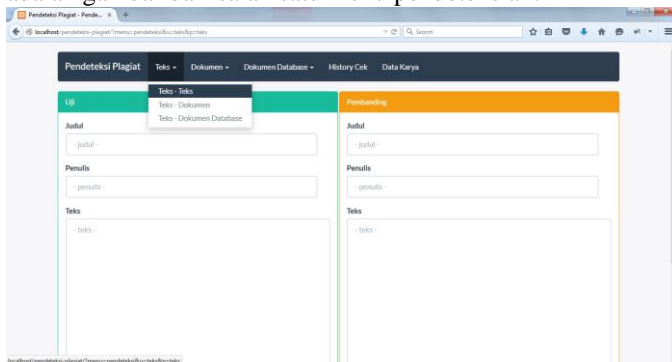 Pendeteksi Plagiat - Pende...
localhost/pendeteksi-plagiat/?menu=pendeteksi&u=teks&p=teks
Search
Pendeteksi Plagiat
Teks
Dokumen
Dokumen Database
History Cek
Data Karya
Teks - Teks
Teks - Dokumen
Teks - Dokumen Database
Uji
Judul
- judul -
Penulis
- penulis -
Teks
- teks -
Pembanding
Judul
- judul -
Penulis
- penulis -
Teks
- teks -
localhost/pendeteksi-plagiat/?menu=pendeteksi&u=teks&p=teks